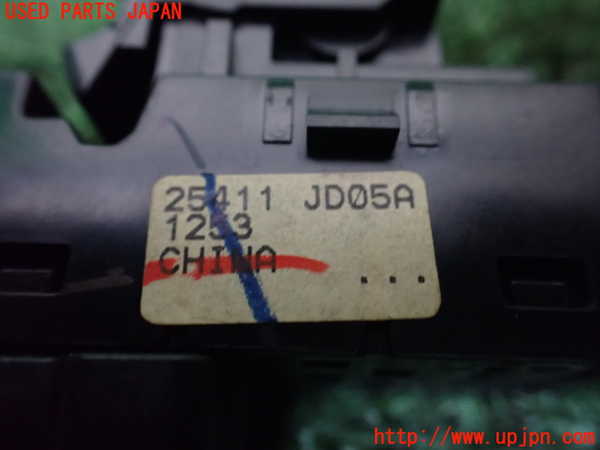 USED PARTS JAPAN
25411 JD05A
1253
CHINA
...
http://www.upjpn.com/